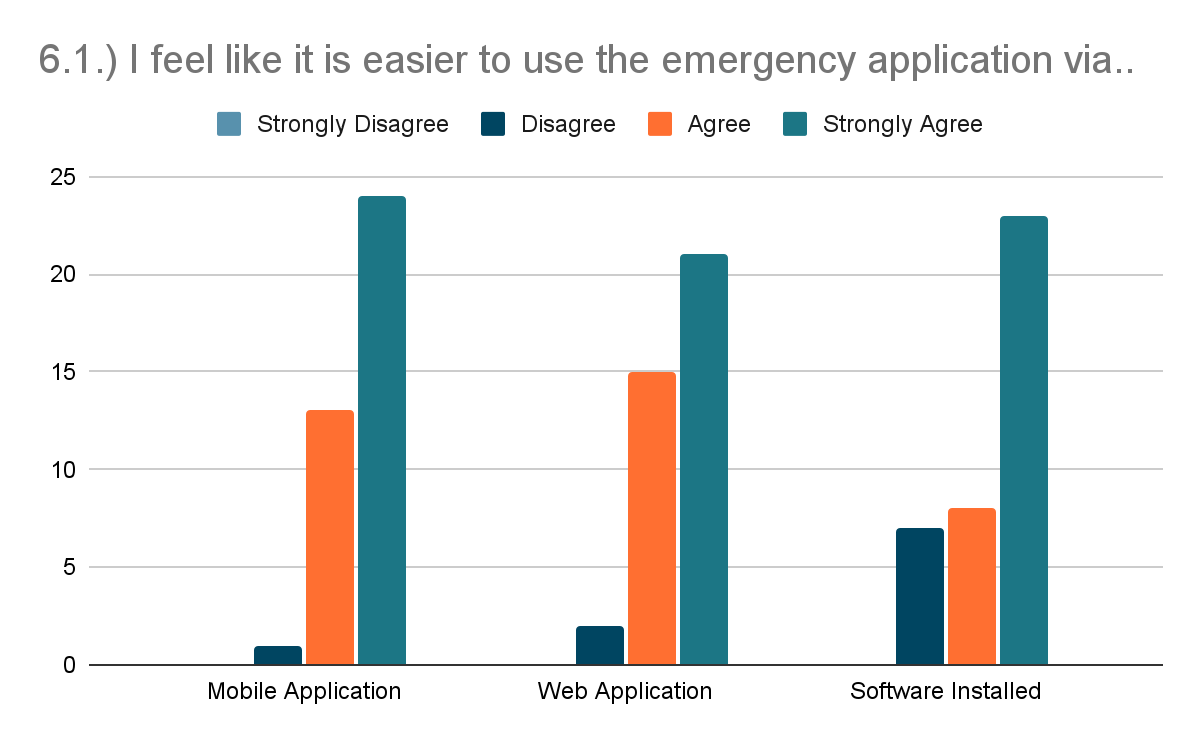 6.1.) I feel like it is easier to use the emergency application via..
Strongly Disagree Disagree Agree Strongly Agree
25
20
15
10
5
0
Mobile Application Web Application Software Installed